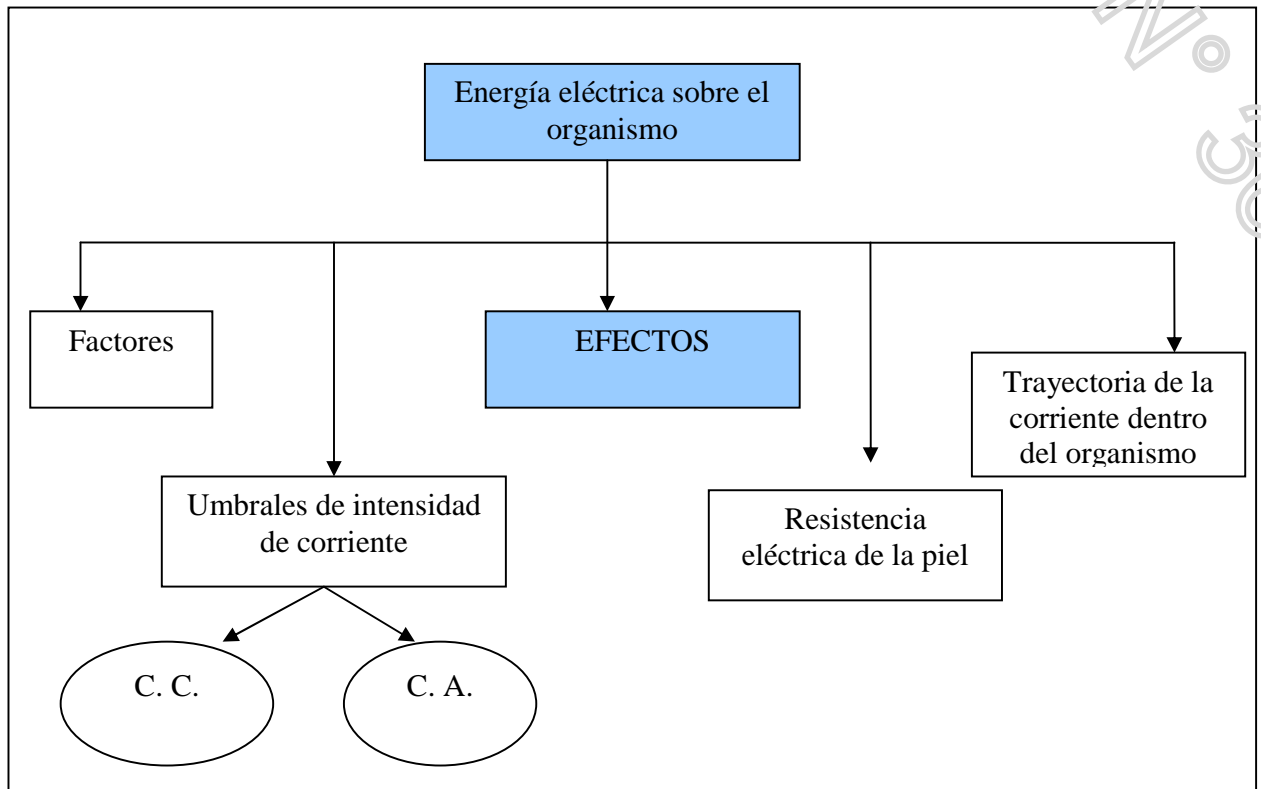 N° 30
Energía eléctrica sobre el
organismo
Factores
EFECTOS
Trayectoria de la
corriente dentro
del organismo
Umbrales de intensidad
de corriente
Resistencia
eléctrica de la piel
C. C.
C. A.